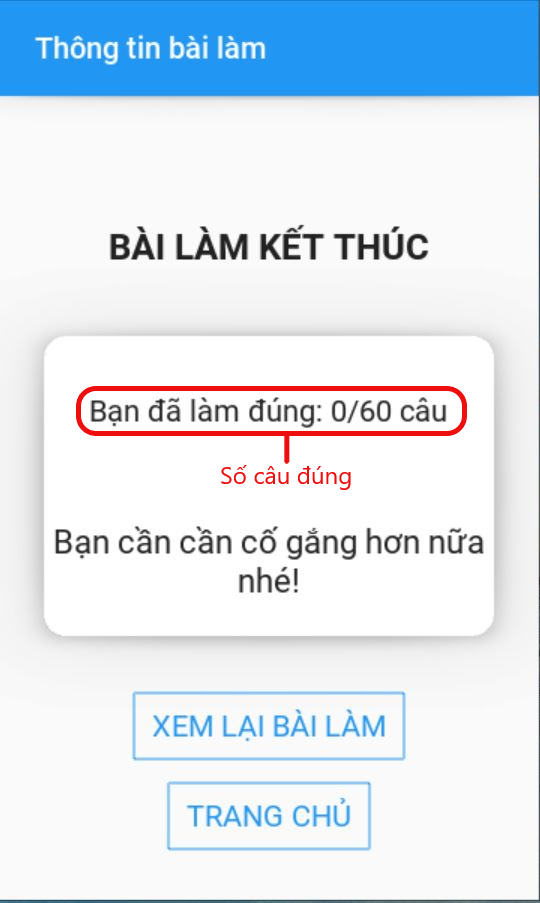 Thông tin bài làm
BÀI LÀM KẾT THÚC
Bạn đã làm đúng: 0/60 câu
Số câu đúng
Bạn cần cần cố gắng hơn nữa
nhé!
XEM LẠI BÀI LÀM
TRANG CHỦ